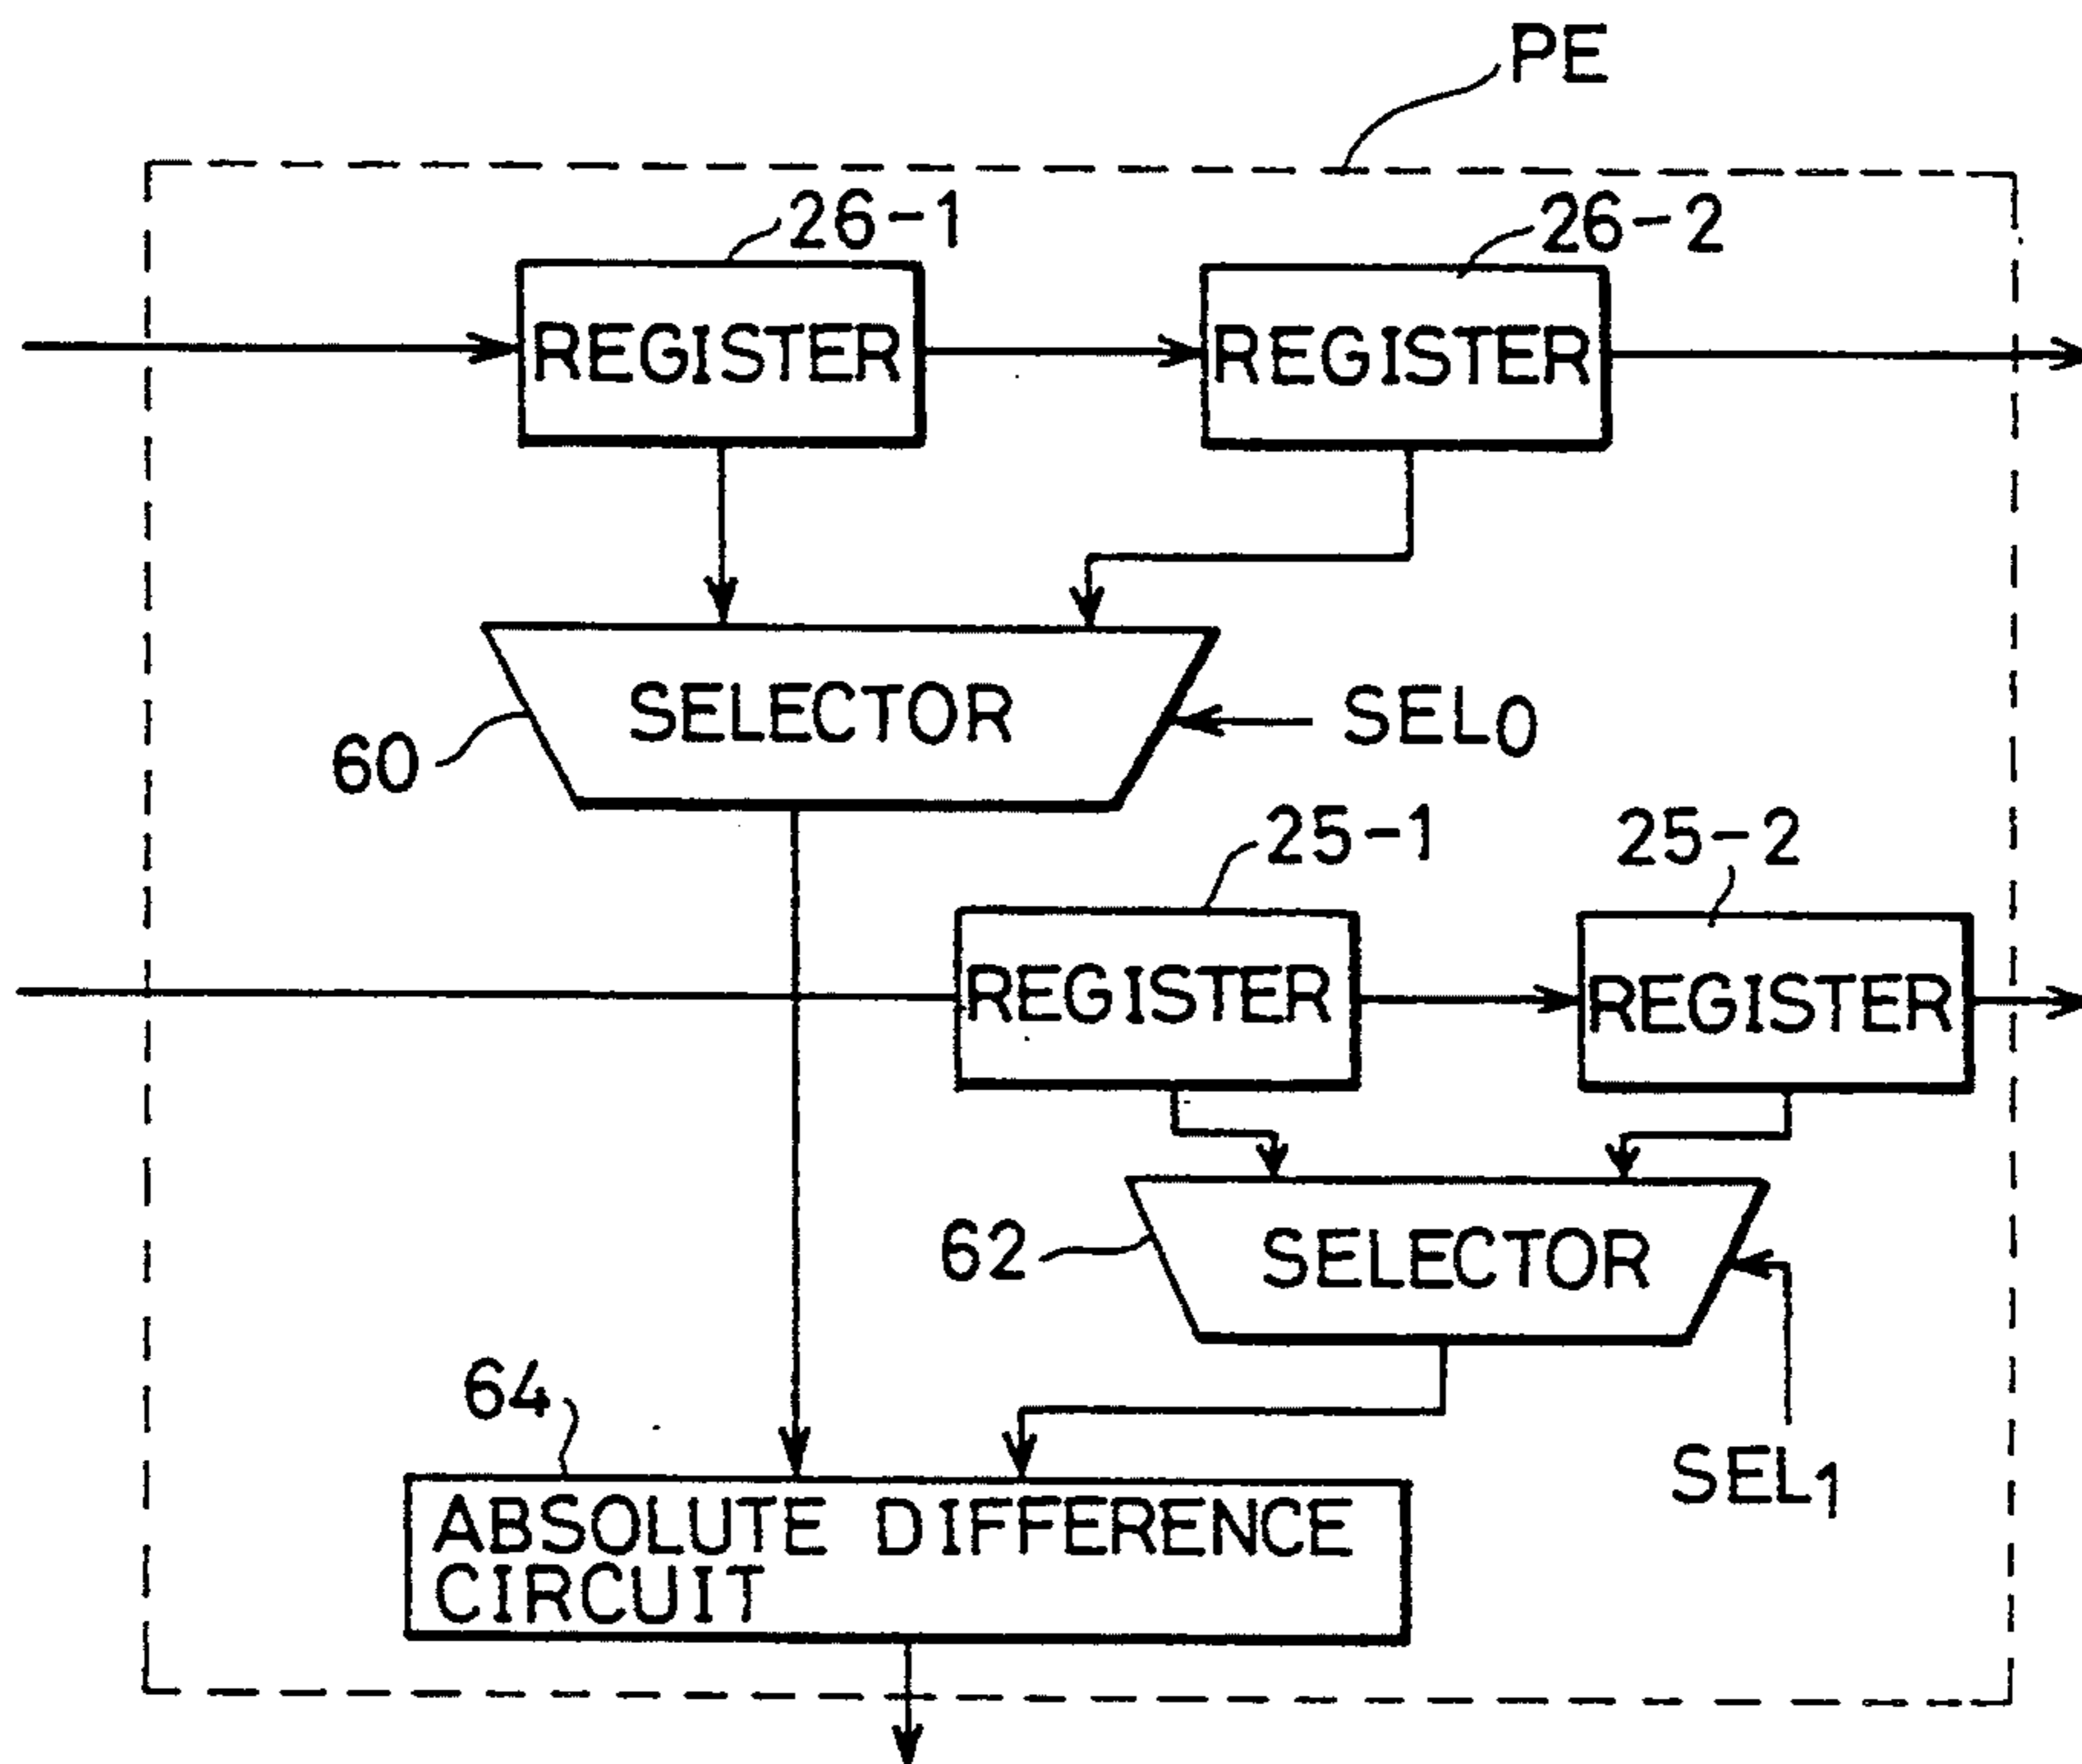 PE
26-1
26-2
REGISTER
REGISTER
SELECTOR
SEL0
60
25-1
25-2
REGISTER
REGISTER
62
SELECTOR
64
SEL1
ABSOLUTE DIFFERENCE
CIRCUIT